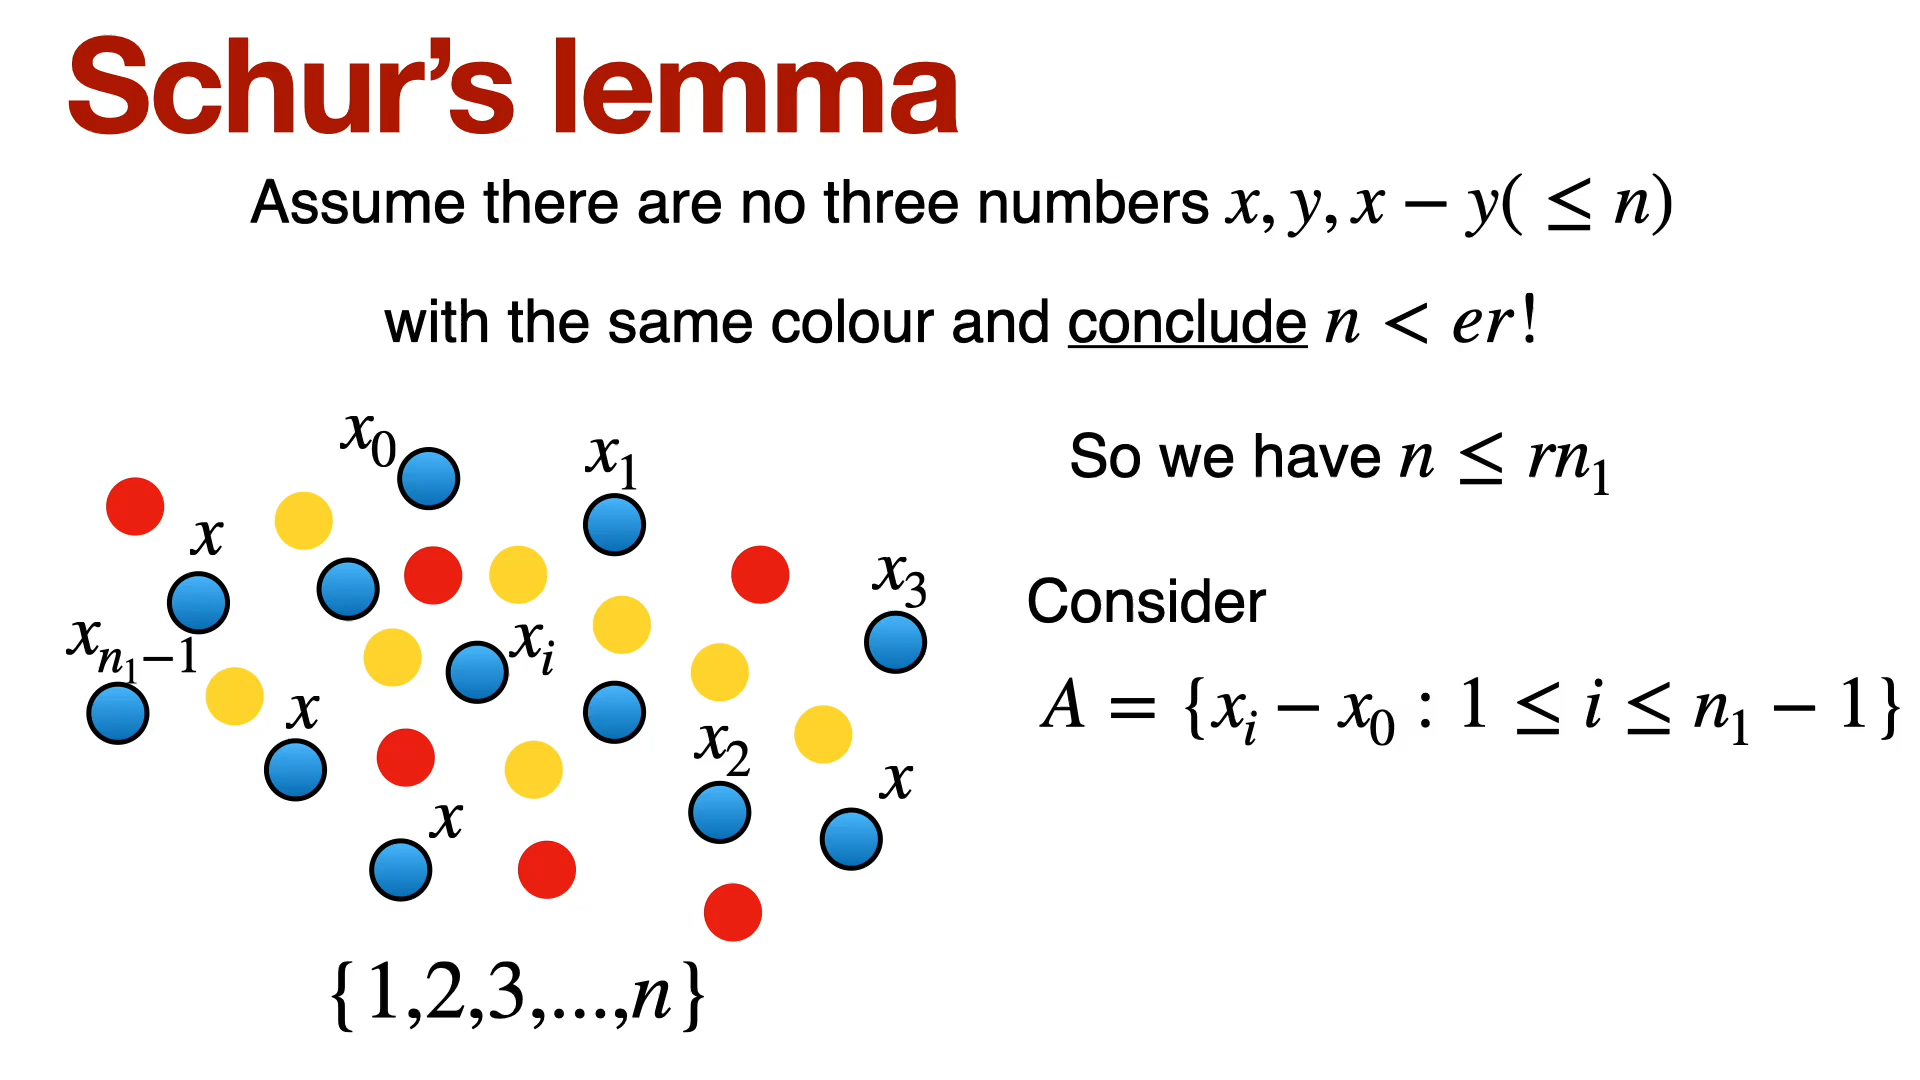 Schur’s lemma
Assume there are no three numbers x, y, x − y( ≤ n)
with the same colour and conclude n < er!
x₀
x₁
So we have n ≤ rn₁
x
x₃
Consider
xₙ₁₋₁
xᵢ
A = {xᵢ − x₀ : 1 ≤ i ≤ n₁ − 1}
x
x₂
x
x
{1,2,3,...,n}